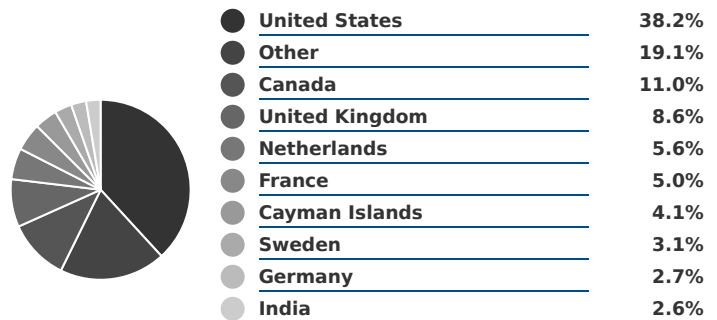 United States 38.2%
Other 19.1%
Canada 11.0%
United Kingdom 8.6%
Netherlands 5.6%
France 5.0%
Cayman Islands 4.1%
Sweden 3.1%
Germany 2.7%
India 2.6%